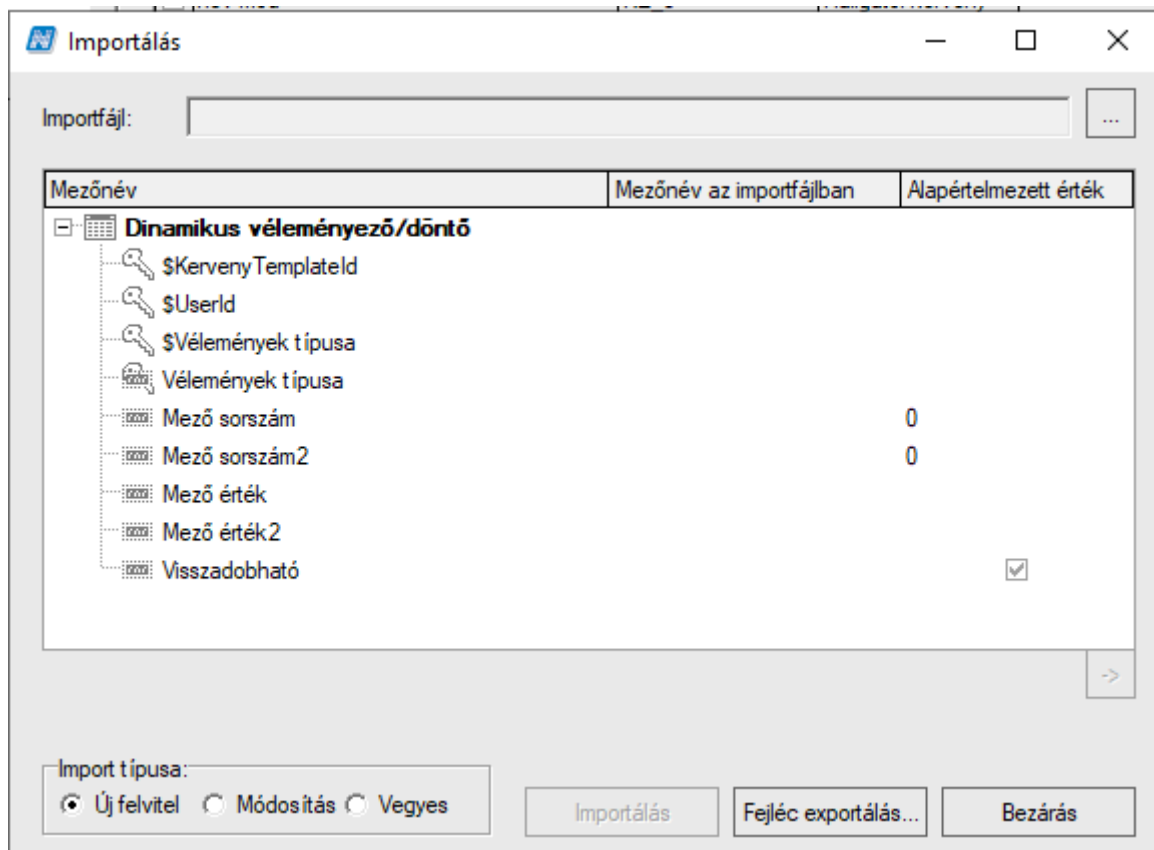 Importálás
Importfájl:
...
Mezőnév Mezőnév az importfájlban Alapértelmezett érték
Dinamikus véleményező/döntő
$KervenyTemplateId
$UserId
$Vélemények típusa
Vélemények típusa
Mező sorszám 0
Mező sorszám2 0
Mező érték
Mező érték2
Visszadobható
->
Import típusa:
Új felvitel Módosítás Vegyes
Importálás Fejléc exportálás... Bezárás